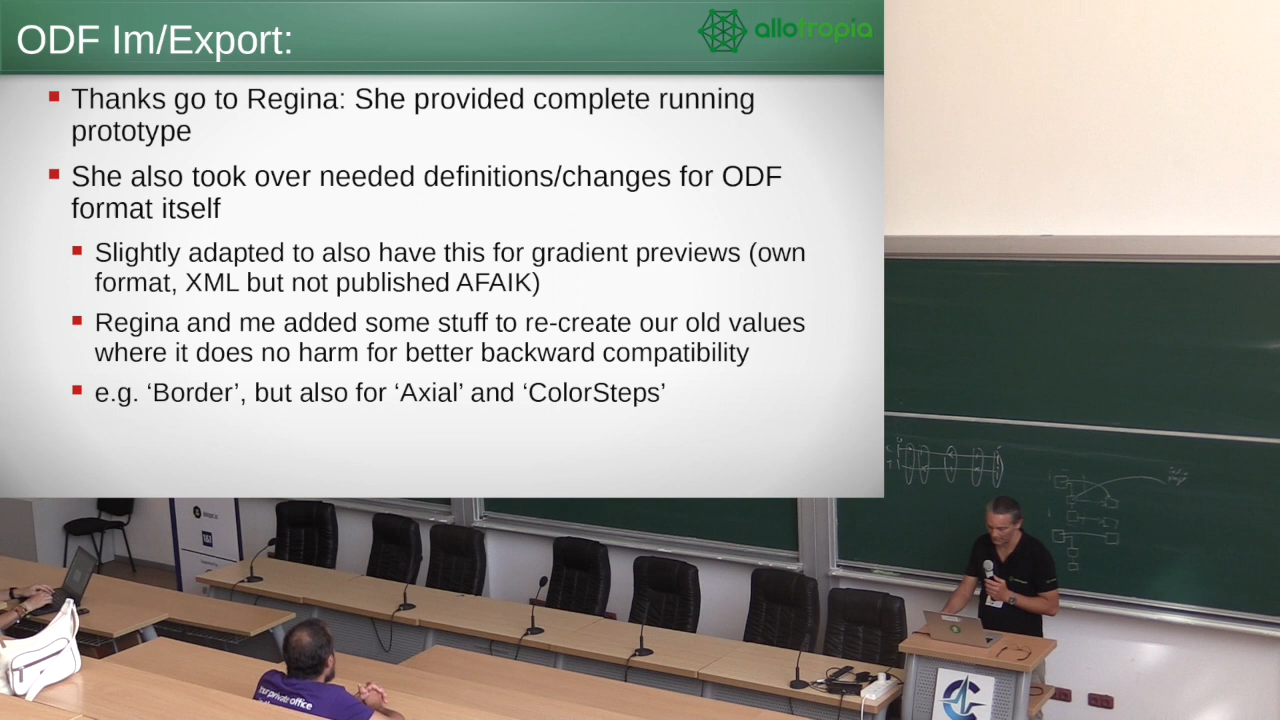 ODF Im/Export:
allotropia
Thanks go to Regina: She provided complete running
prototype
She also took over needed definitions/changes for ODF
format itself
Slightly adapted to also have this for gradient previews (own
format, XML but not published AFAIK)
Regina and me added some stuff to re-create our old values
where it does no harm for better backward compatibility
e.g. ‘Border’, but also for ‘Axial’ and ‘ColorSteps’
your private office